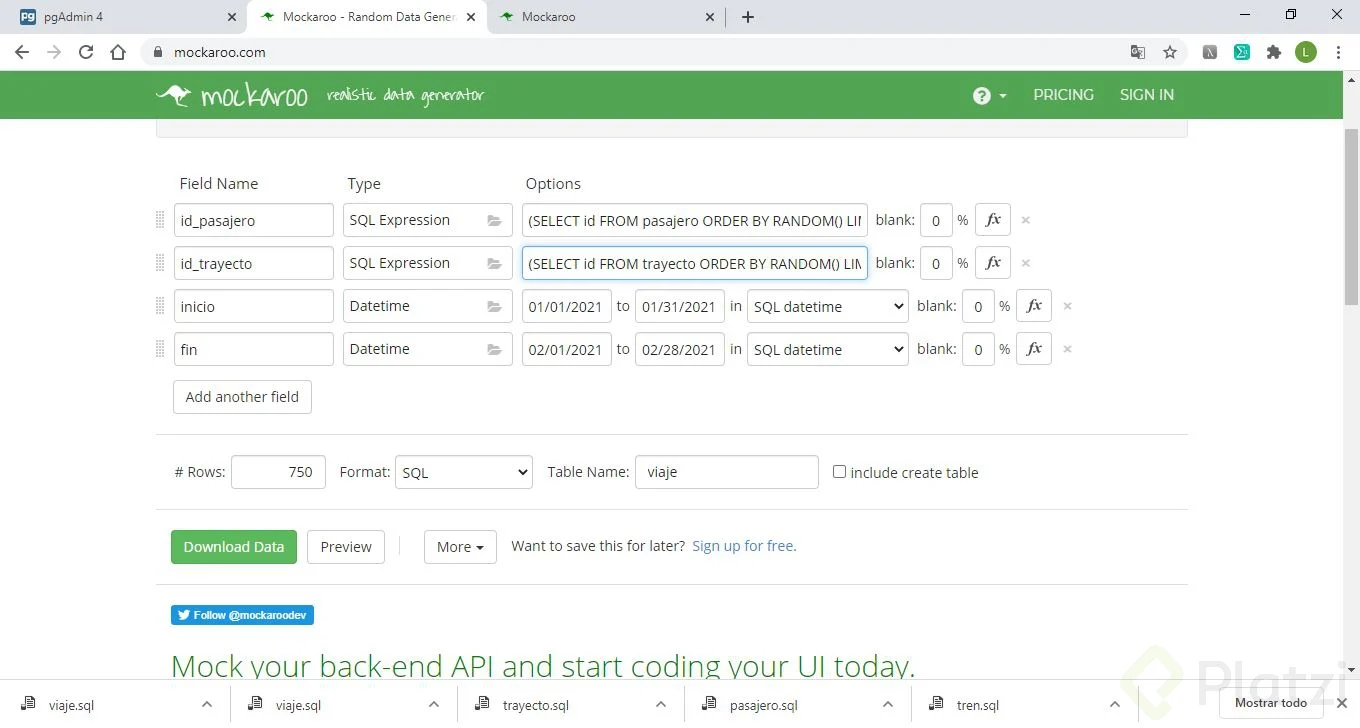 pgAdmin 4
Mockaroo - Random Data Gener
Mockaroo
mockaroo.com
L
mockaroo realistic data generator
PRICING
SIGN IN
Field Name Type Options
id_pasajero SQL Expression (SELECT id FROM pasajero ORDER BY RANDOM() LIM blank: 0 % fx ×
id_trayecto SQL Expression (SELECT id FROM trayecto ORDER BY RANDOM() LIM blank: 0 % fx ×
inicio Datetime 01/01/2021 to 01/31/2021 in SQL datetime blank: 0 % fx ×
fin Datetime 02/01/2021 to 02/28/2021 in SQL datetime blank: 0 % fx ×
Add another field
# Rows: 750 Format: SQL Table Name: viaje include create table
Download Data Preview More Want to save this for later? Sign up for free.
Follow @mockaroodev
Mock your back-end API and start coding your UI today.
Platzi
viaje.sql viaje.sql trayecto.sql pasajero.sql tren.sql Mostrar todo